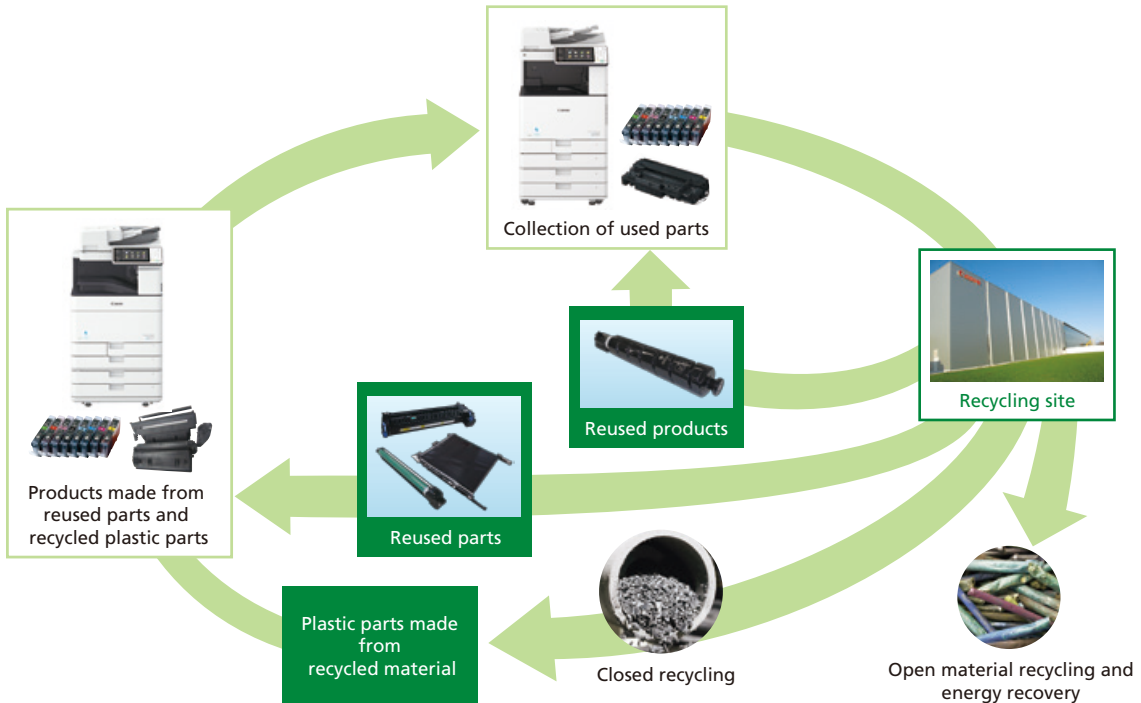 Collection of used parts
Recycling site
Reused products
Products made from
reused parts and
recycled plastic parts
Reused parts
Plastic parts made
from
recycled material
Closed recycling
Open material recycling and
energy recovery